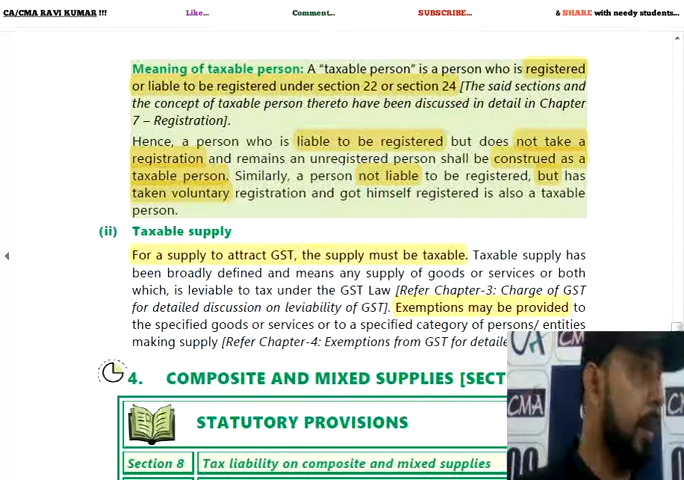 CA/CMA RAVI KUMAR !!! Like... Comment... SUBSCRIBE... & SHARE with needy students...
Meaning of taxable person: A "taxable person" is a person who is registered
or liable to be registered under section 22 or section 24 [The said sections and
the concept of taxable person thereto have been discussed in detail in Chapter
7 – Registration].
Hence, a person who is liable to be registered but does not take a
registration and remains an unregistered person shall be construed as a
taxable person. Similarly, a person not liable to be registered, but has
taken voluntary registration and got himself registered is also a taxable
person.
(ii) Taxable supply
For a supply to attract GST, the supply must be taxable. Taxable supply has
been broadly defined and means any supply of goods or services or both
which, is leviable to tax under the GST Law [Refer Chapter-3: Charge of GST
for detailed discussion on leviability of GST]. Exemptions may be provided to
the specified goods or services or to a specified category of persons/ entities
making supply [Refer Chapter-4: Exemptions from GST for detaile
4. COMPOSITE AND MIXED SUPPLIES [SECT
STATUTORY PROVISIONS
Section 8 Tax liability on composite and mixed supplies
CMA
CMA